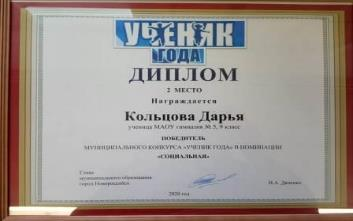 УЧЕНИК
ГОДА
ДИПЛОМ
2 МЕСТО
Награждается
Кольцова Дарья
ученица МАОУ гимназия № 5, 9 класс
ПОБЕДИТЕЛЬ
МУНИЦИПАЛЬНОГО КОНКУРСА «УЧЕНИК ГОДА» В НОМИНАЦИИ
«СОЦИАЛЬНАЯ»
Глава
муниципального образования
город Новороссийск
И.А. Дяченко
2020 год